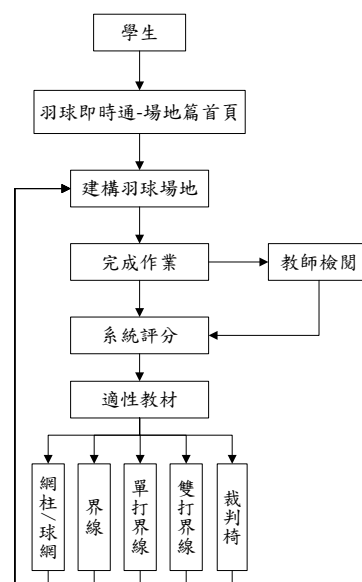 學生
羽球即時通-場地篇首頁
建構羽球場地
完成作業
教師檢閱
系統評分
適性教材
網柱/球網
界線
單打界線
雙打界線
裁判椅